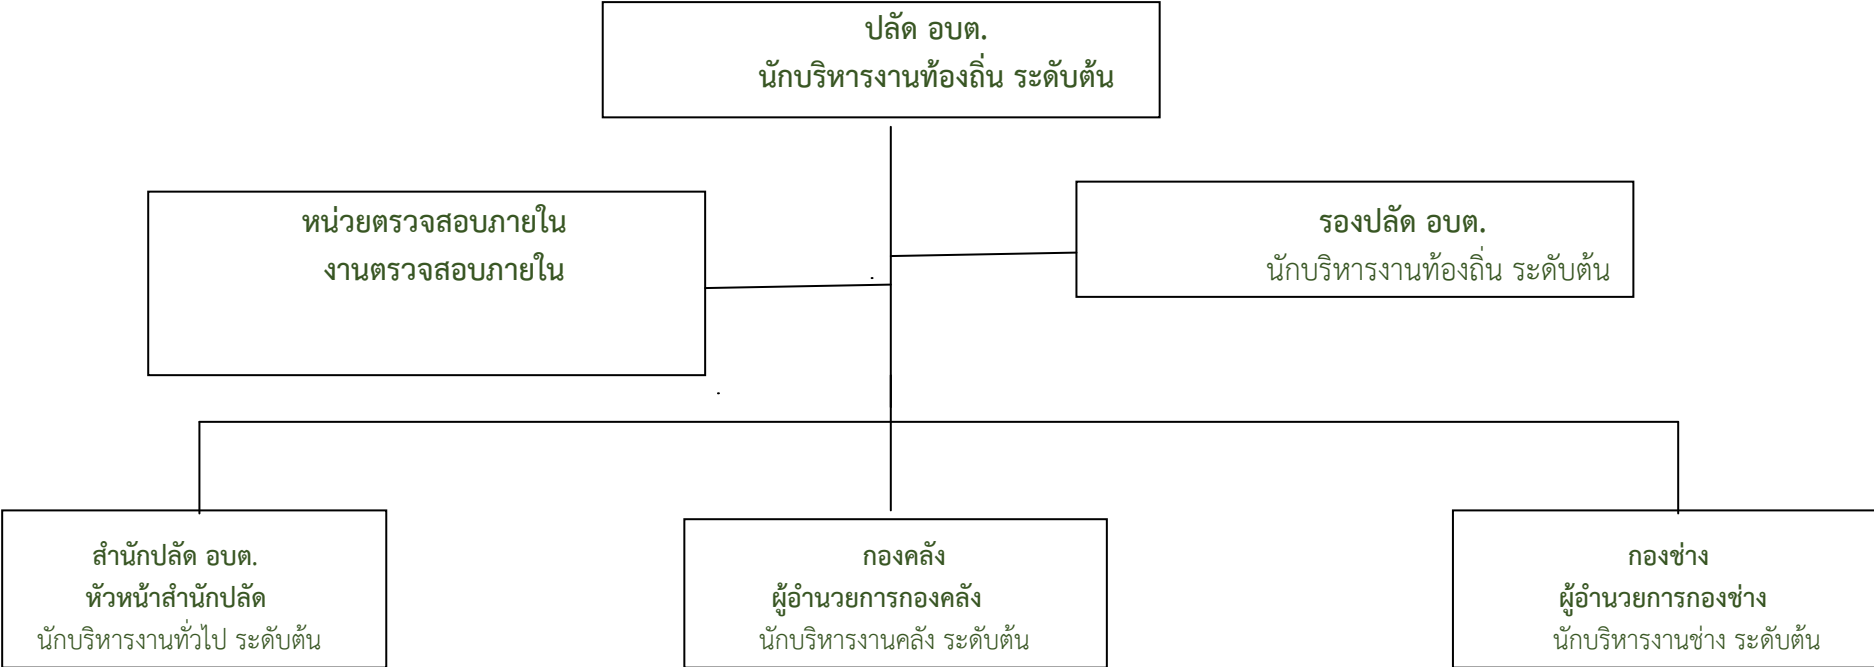 ปลัด อบต.
นักบริหารงานท้องถิ่น ระดับต้น
หน่วยตรวจสอบภายใน
งานตรวจสอบภายใน
รองปลัด อบต.
นักบริหารงานท้องถิ่น ระดับต้น
สำนักปลัด อบต.
หัวหน้าสำนักปลัด
นักบริหารงานทั่วไป ระดับต้น
กองคลัง
ผู้อำนวยการกองคลัง
นักบริหารงานคลัง ระดับต้น
กองช่าง
ผู้อำนวยการกองช่าง
นักบริหารงานช่าง ระดับต้น